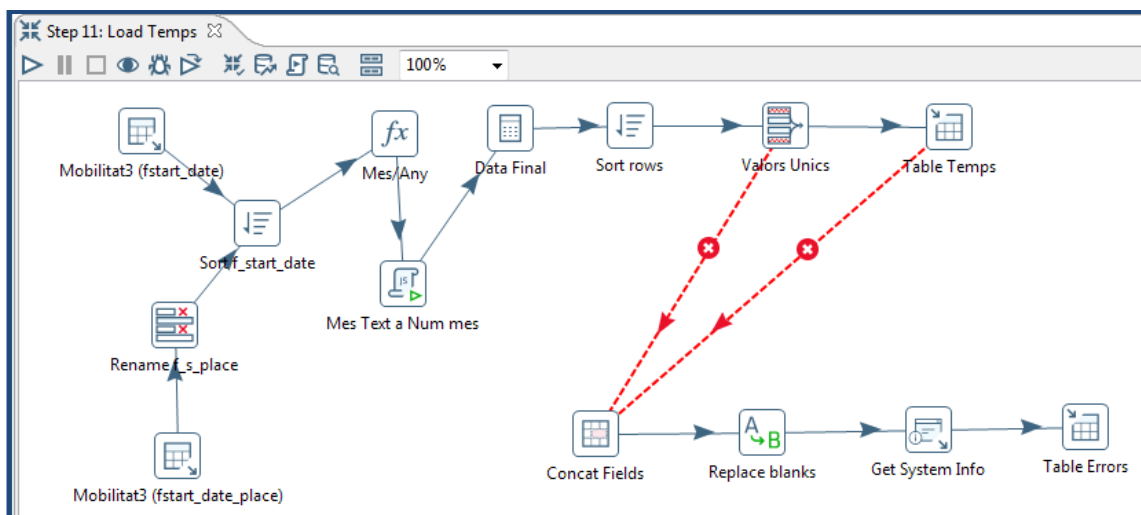 Step 11: Load Temps
100%
Mobilitat3 (fstart_date)
Mes/Any
Data Final
Sort rows
Valors Unics
Table Temps
Sort f_start_date
Mes Text a Num mes
Rename f_s_place
Mobilitat3 (fstart_date_place)
Concat Fields
Replace blanks
Get System Info
Table Errors